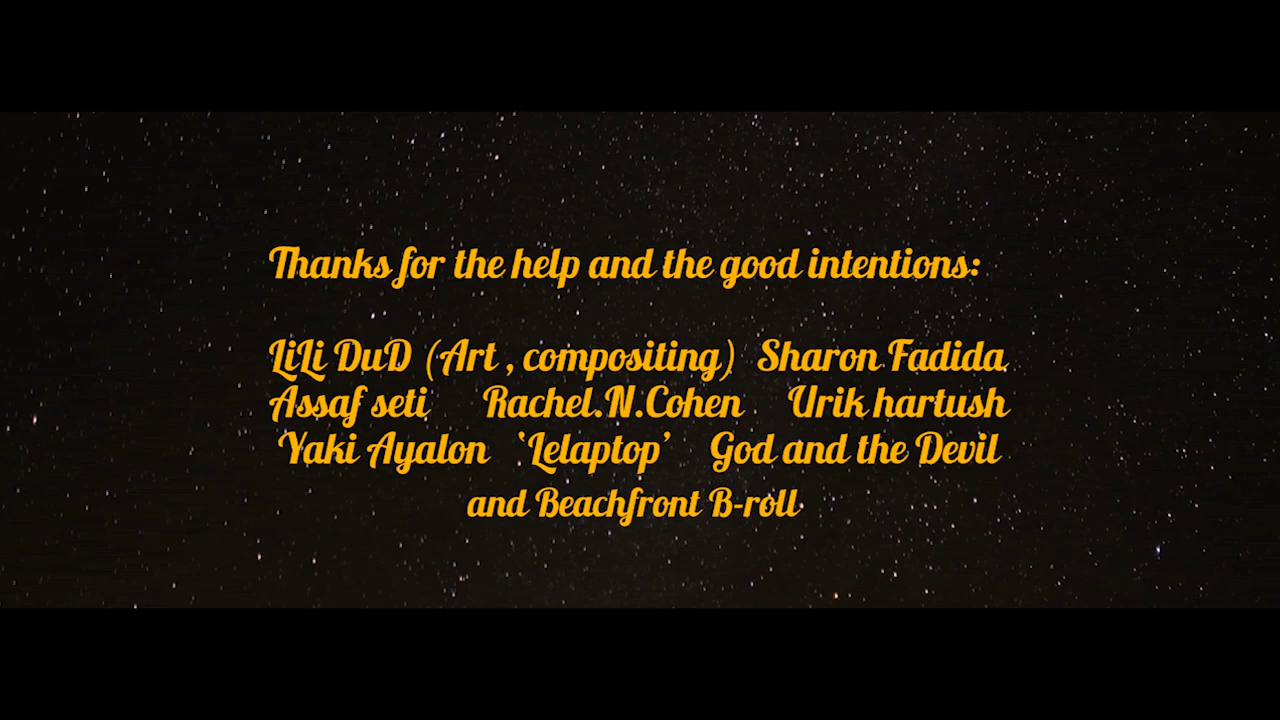 Thanks for the help and the good intentions:
LiLi DuD (Art , compositing) Sharon Fadida
Assaf seti Rachel.N.Cohen Urik hartush
Yaki Ayalon ‘Lelaptop’ God and the Devil
and Beachfront B-roll